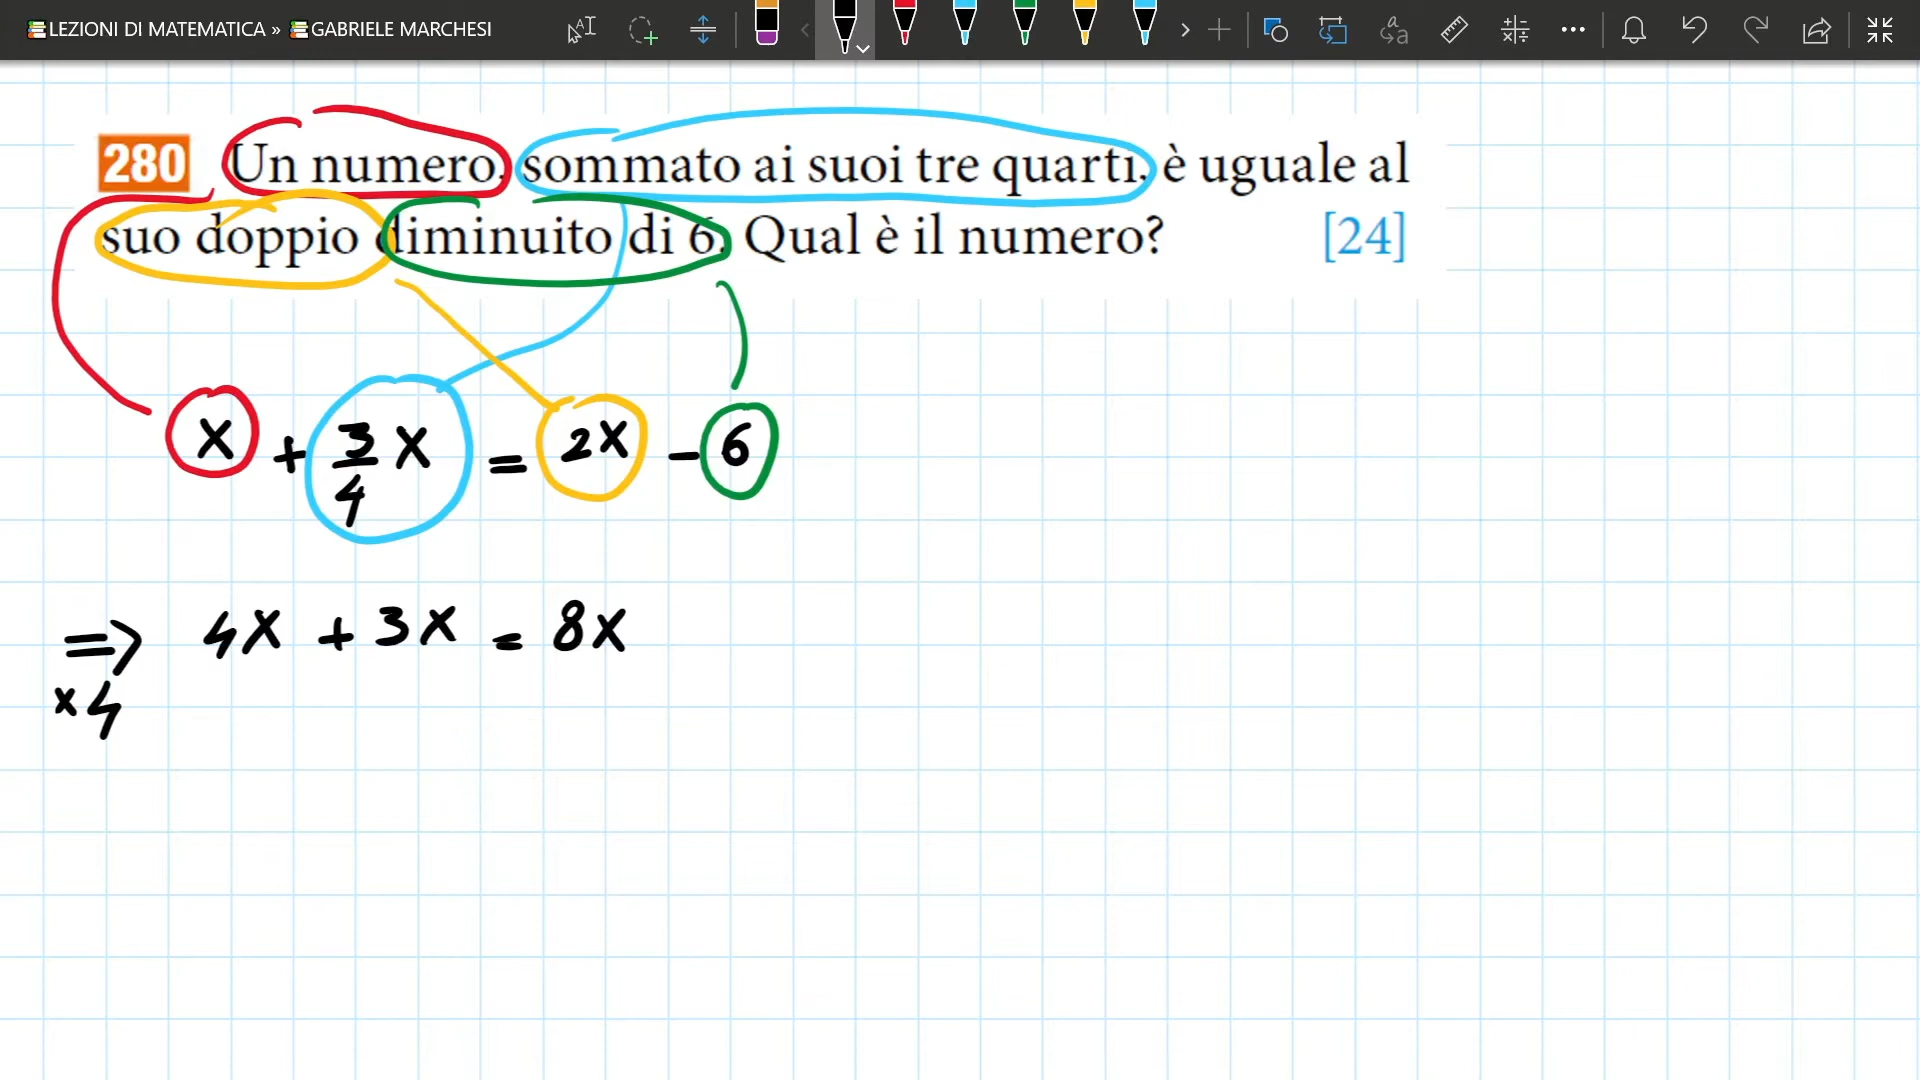 LEZIONI DI MATEMATICA » GABRIELE MARCHESI
280 Un numero, sommato ai suoi tre quarti, è uguale al
suo doppio diminuito di 6. Qual è il numero? [24]
x + 3/4 x = 2x - 6
=> 4x + 3x = 8x
x4